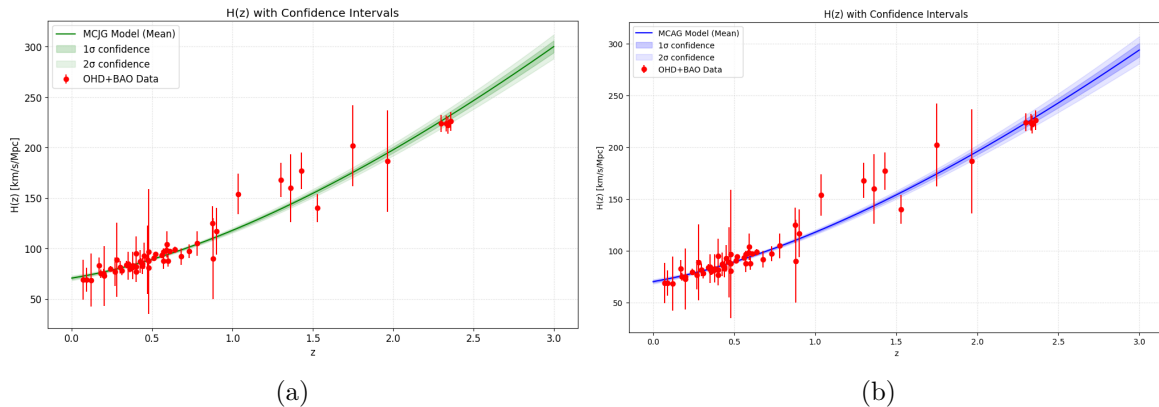 H(z) with Confidence Intervals
MCJG Model (Mean)
1σ confidence
2σ confidence
OHD+BAO Data
H(z) [km/s/Mpc]
300
250
200
150
100
50
0.0 0.5 1.0 1.5 2.0 2.5 3.0
z
(a)
H(z) with Confidence Intervals
MCAG Model (Mean)
1σ confidence
2σ confidence
OHD+BAO Data
H(z) [km/s/Mpc]
300
250
200
150
100
50
0.0 0.5 1.0 1.5 2.0 2.5 3.0
z
(b)